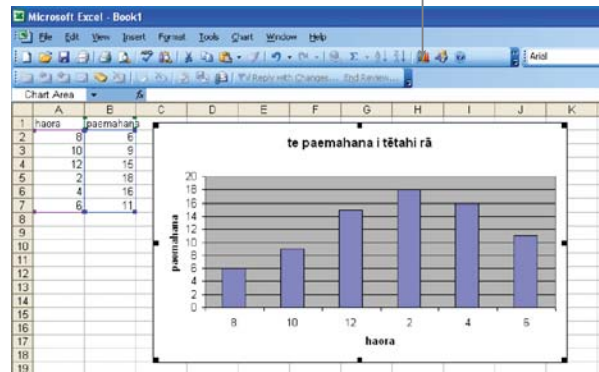 Microsoft Excel - Book1
File Edit View Insert Format Tools Chart Window Help
Arial
Reply with Changes... End Review...
Chart Area fx
A B C D E F G H I J K
1 haora paemahana
2 8 6
3 10 9
4 12 15
5 2 18
6 4 16
7 6 11
8
9
10
11
12
13
14
15
16
17
18
19
te paemahana i tētahi rā
20
18
16
14
12
10
8
6
4
2
0
paemahana
8 10 12 2 4 6
haora